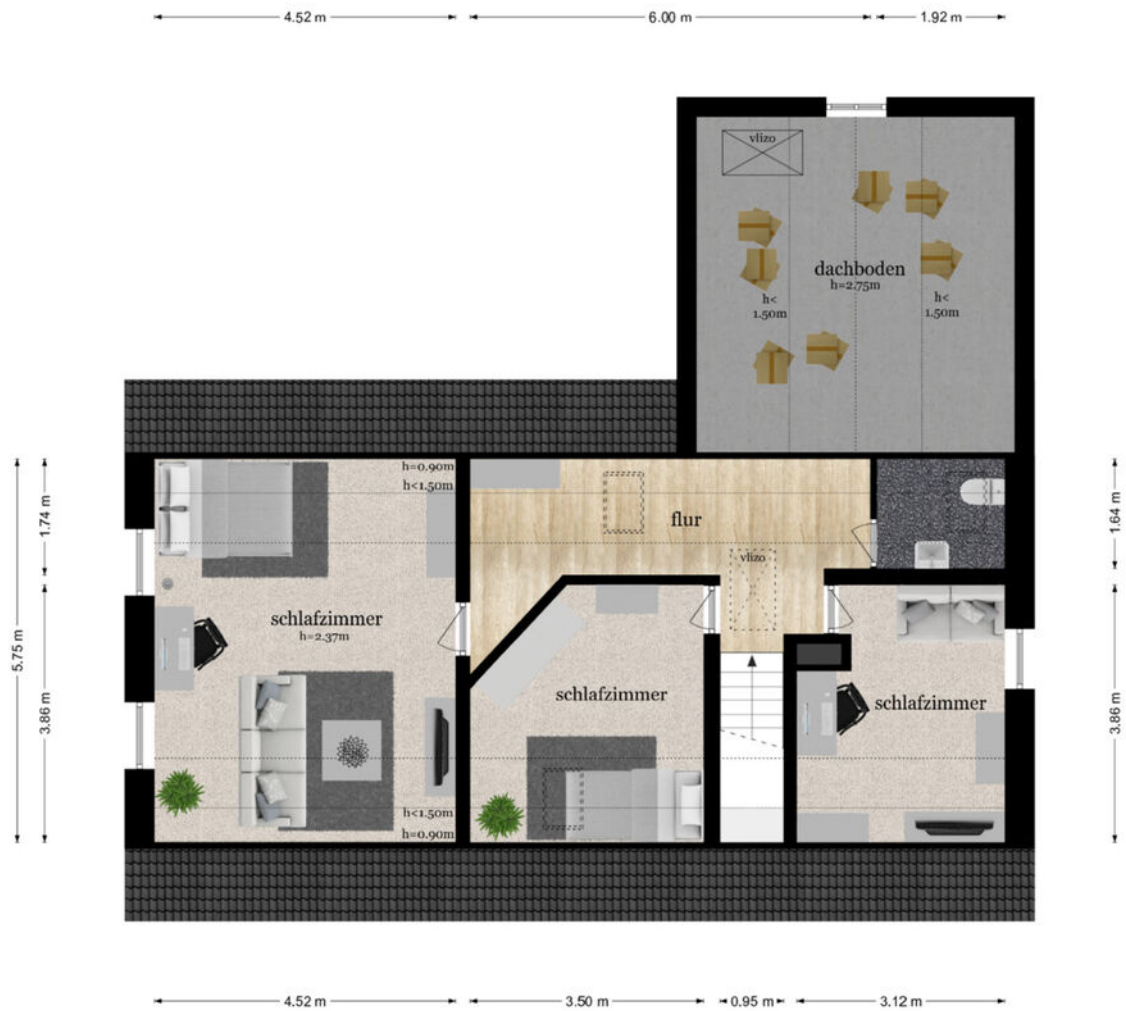 4.52 m
6.00 m
1.92 m
vlizo
dachboden
h=2.75m
h<
1.50m
h<
1.50m
h=0.90m
h<1.50m
flur
vlizo
5.75 m
1.74 m
3.86 m
1.64 m
3.86 m
schlafzimmer
h=2.37m
schlafzimmer
schlafzimmer
h<1.50m
h=0.90m
4.52 m
3.50 m
0.95 m
3.12 m